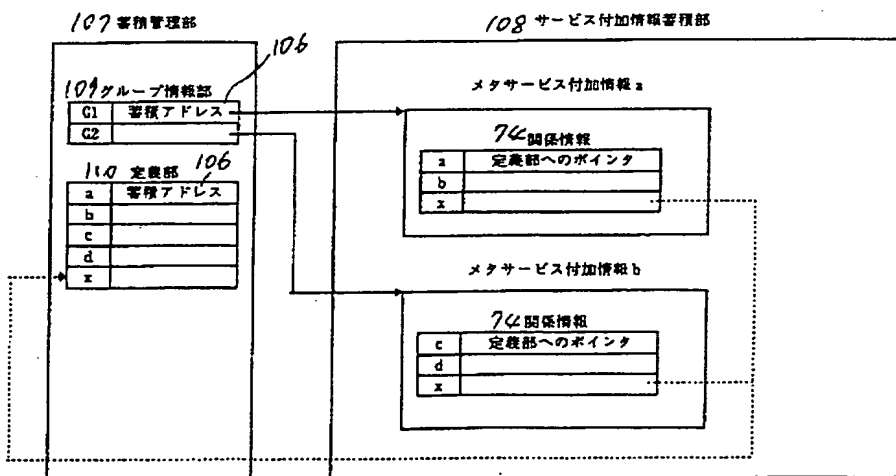 107 蓄積管理部
106
109 グループ情報部
G1 蓄積アドレス
G2
110 定義部 106
a 蓄積アドレス
b
c
d
x
108 サービス付加情報蓄積部
メタサービス付加情報a
74 関係情報
a 定義部へのポインタ
b
x
メタサービス付加情報b
74 関係情報
c 定義部へのポインタ
d
x